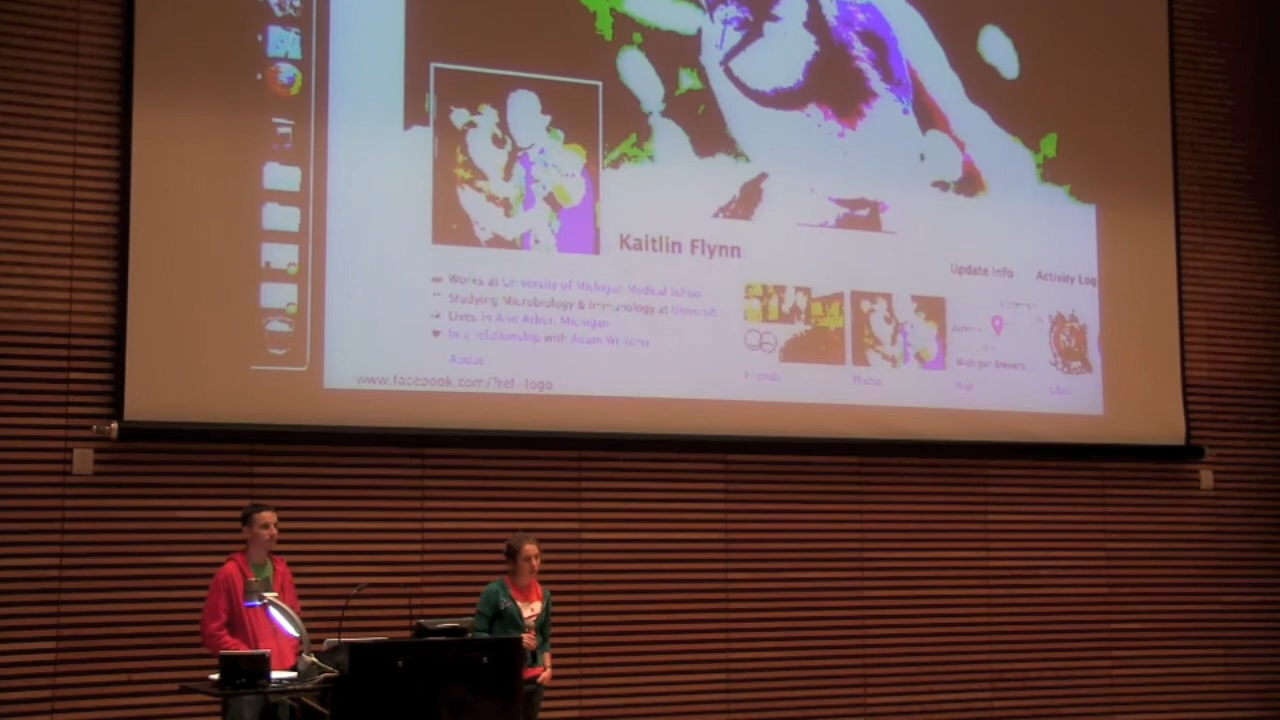 Kaitlin Flynn
Update Info
Activity Log
Works at University of Michigan Medical School
Studying Microbiology & Immunology at
Lives in Ann Arbor, Michigan
In a relationship with Adam
About
Friends
Photos
Michigan Brewers
Map
Likes
www.facebook.com/?ref=logo